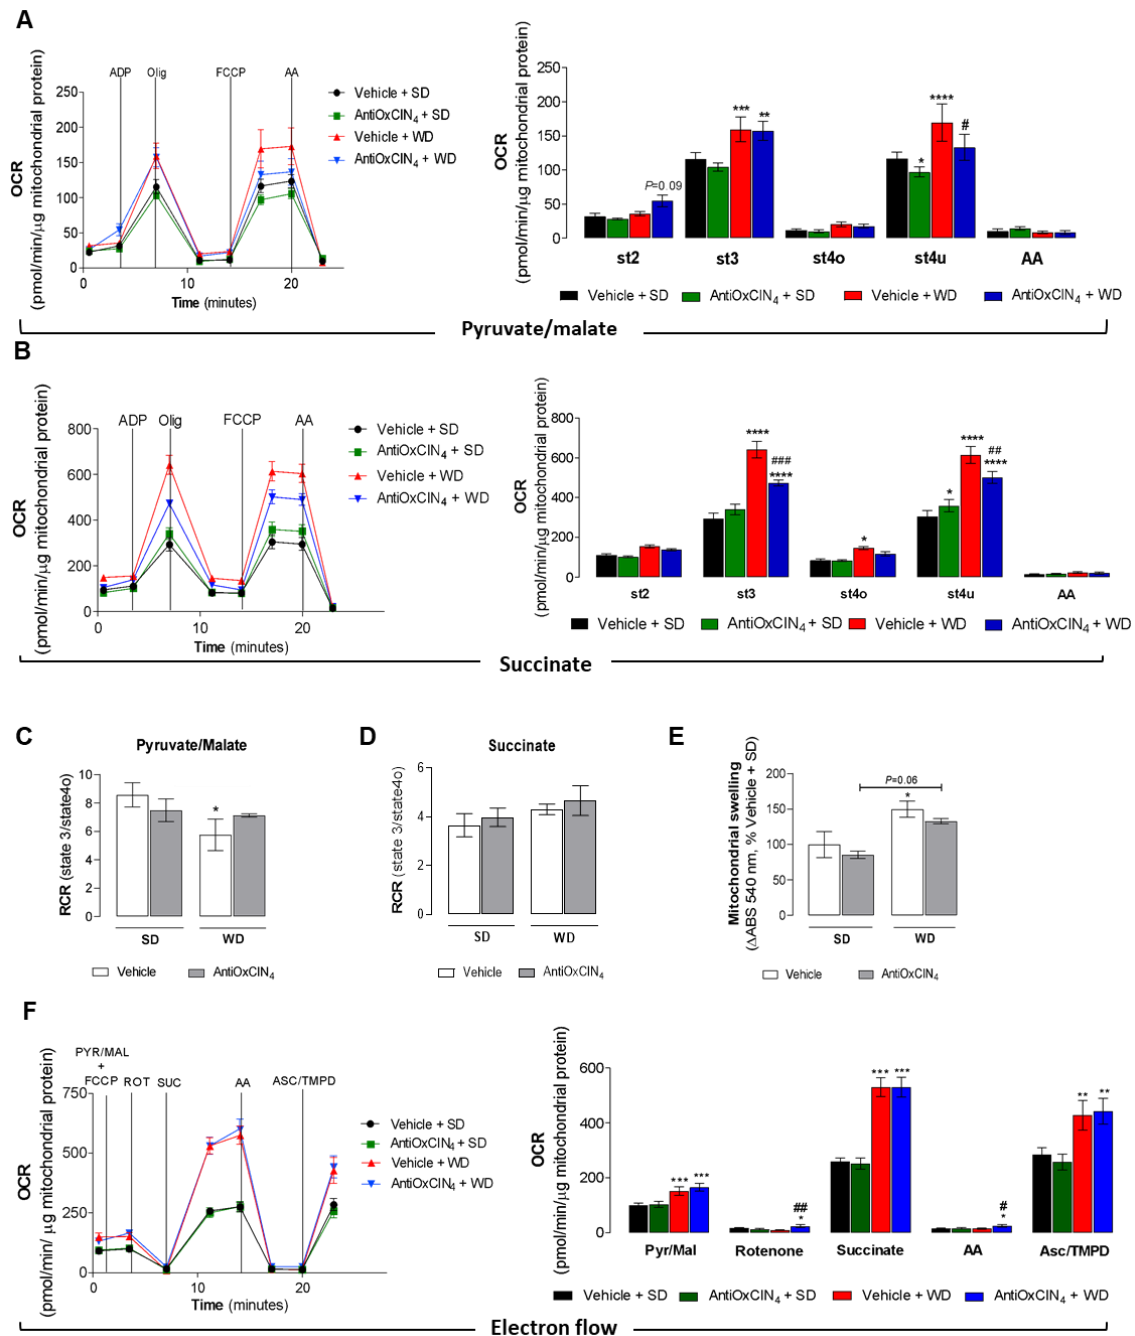 A
ADP Olig FCCP AA
OCR
(pmol/min/µg mitochondrial protein)
250
200
150
100
50
0
0 10 20
Time (minutes)
Vehicle + SD
AntiOxCIN4 + SD
Vehicle + WD
AntiOxCIN4 + WD
OCR
(pmol/min/µg mitochondrial protein)
250
200
150
100
50
0
P=0.09 *** ** * **** #
st2 st3 st4o st4u AA
Vehicle + SD AntiOxCIN4 + SD Vehicle + WD AntiOxCIN4 + WD
Pyruvate/malate
B
ADP Olig FCCP AA
OCR
(pmol/min/µg mitochondrial protein)
800
600
400
200
0
0 10 20
Time (minutes)
Vehicle + SD
AntiOxCIN4 + SD
Vehicle + WD
AntiOxCIN4 + WD
OCR
(pmol/min/µg mitochondrial protein)
800
600
400
200
0
**** ### **** * * **** ## ****
st2 st3 st4o st4u AA
Vehicle + SD AntiOxCIN4 + SD Vehicle + WD AntiOxCIN4 + WD
Succinate
C
Pyruvate/Malate
RCR (state 3/state4o)
10
8
6
4
2
0
*
SD WD
Vehicle AntiOxCIN4
D
Succinate
RCR (state 3/state4o)
6
4
2
0
SD WD
Vehicle AntiOxCIN4
E
Mitochondrial swelling
(ΔABS 540 nm, % Vehicle + SD)
200
150
100
50
0
P=0.06
*
SD WD
Vehicle AntiOxCIN4
F
PYR/MAL
+
FCCP ROT SUC AA ASC/TMPD
OCR
(pmol/min/ µg mitochondrial protein)
750
500
250
0
0 10 20
Time (minutes)
Vehicle + SD
AntiOxCIN4 + SD
Vehicle + WD
AntiOxCIN4 + WD
OCR
(pmol/min/µg mitochondrial protein)
600
400
200
0
*** *** ## * *** *** # * ** **
Pyr/Mal Rotenone Succinate AA Asc/TMPD
Vehicle + SD AntiOxCIN4 + SD Vehicle + WD AntiOxCIN4 + WD
Electron flow